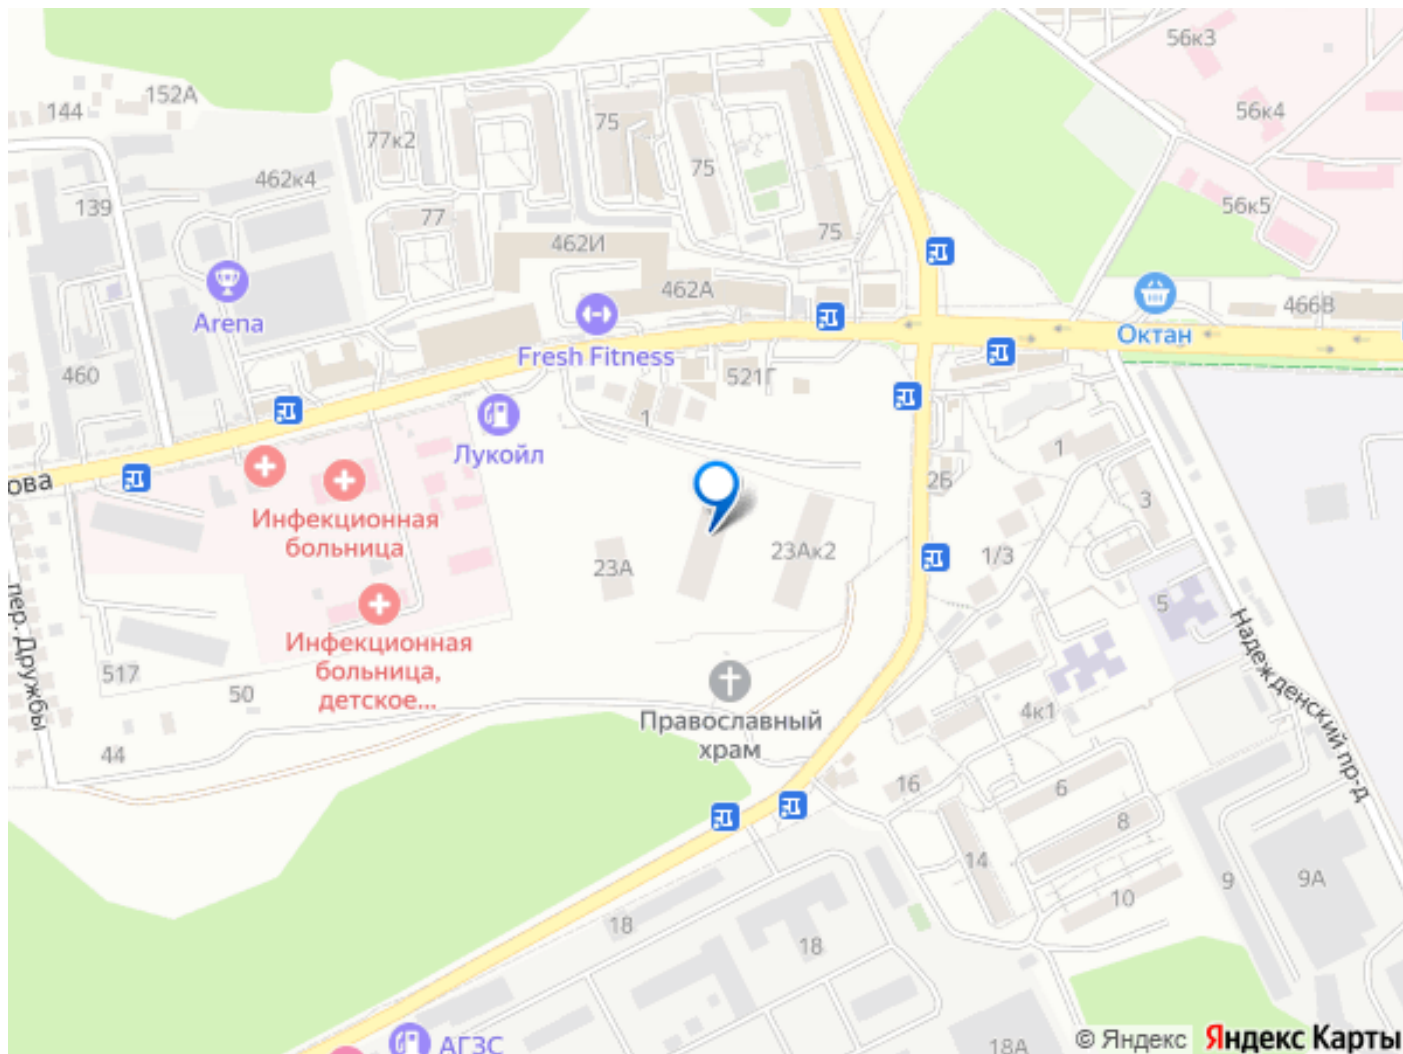 56к3
152А
144
75
56к4
77к2
75
462к4
139
56к5
77
75
462И
462А
466В
Arena
Октан
Fresh Fitness
460
521Г
1
1
Лукойл
2Б
ова
3
Инфекционная
больница
23Ак2
1/3
23А
5
пер. Дружбы
Инфекционная
больница,
детское...
517
50
Надежденский пр-д
Православный
храм
4к1
44
16
6
8
14
9
9А
10
18
18
АГЗС
18А
© Яндекс Яндекс Карты